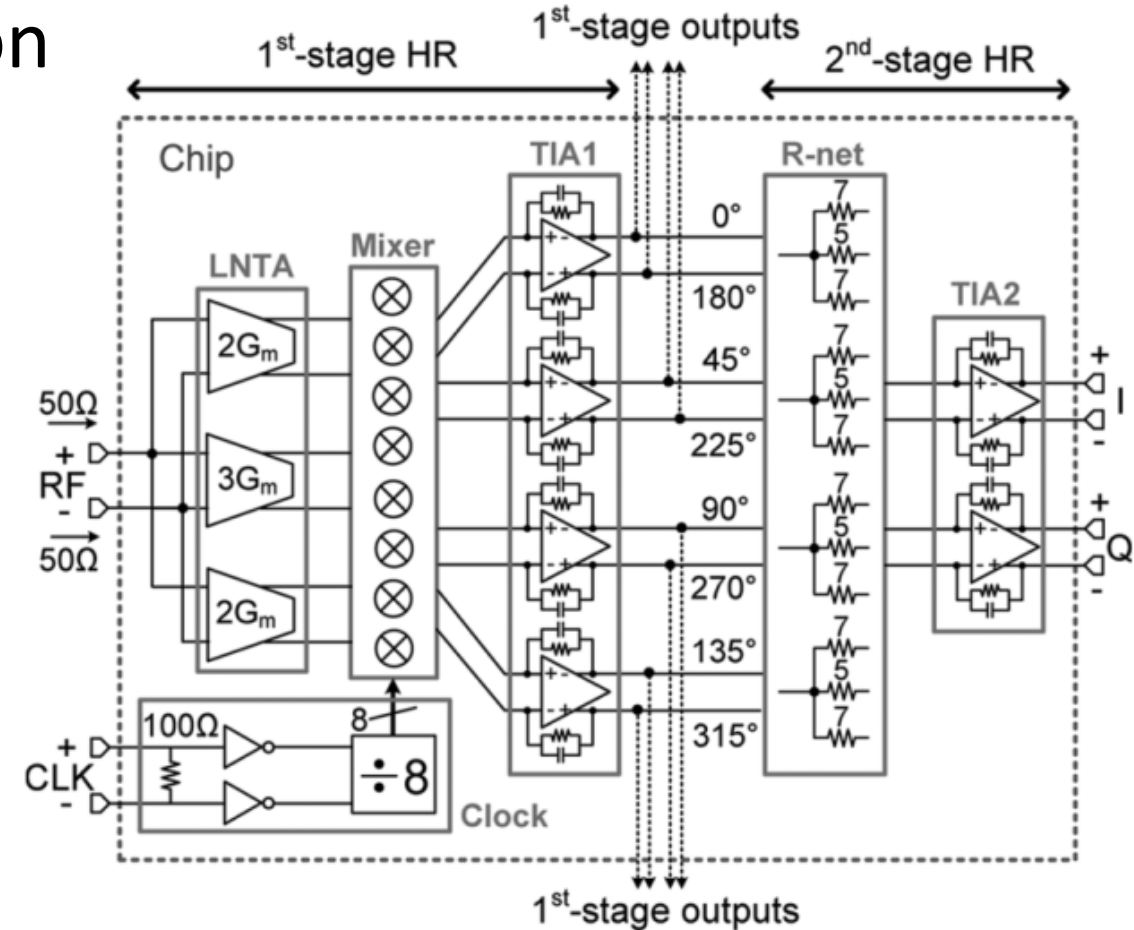 on
1st-stage outputs
1st-stage HR
2nd-stage HR
Chip
TIA1
R-net
Mixer
LNTA
TIA2
2Gm
3Gm
2Gm
50Ω
+
RF
-
50Ω
0°
180°
45°
225°
90°
270°
135°
315°
7
5
7
7
5
7
7
5
7
7
5
7
+
I
-
+
Q
-
+ -
- +
+ -
- +
+ -
- +
+ -
- +
+ -
- +
+ -
- +
100Ω
8
+
CLK
-
÷ 8
Clock
1st-stage outputs